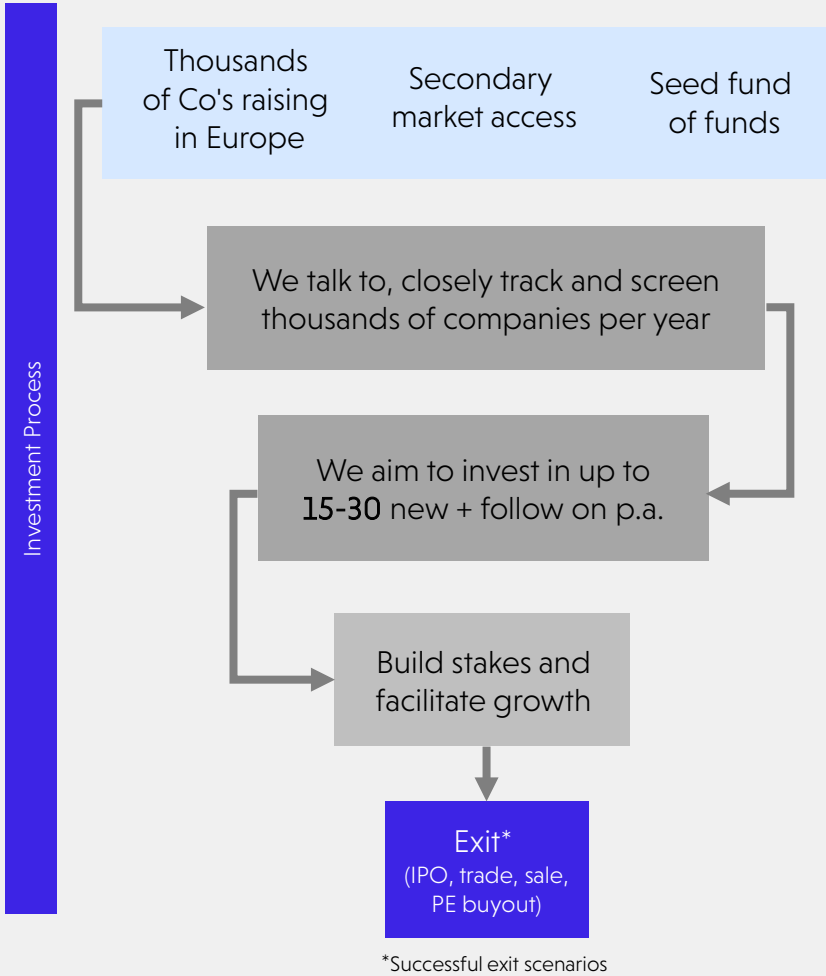 Investment Process
Thousands
of Co's raising
in Europe
Secondary
market access
Seed fund
of funds
We talk to, closely track and screen
thousands of companies per year
We aim to invest in up to
15-30 new + follow on p.a.
Build stakes and
facilitate growth
Exit*
(IPO, trade, sale,
PE buyout)
*Successful exit scenarios